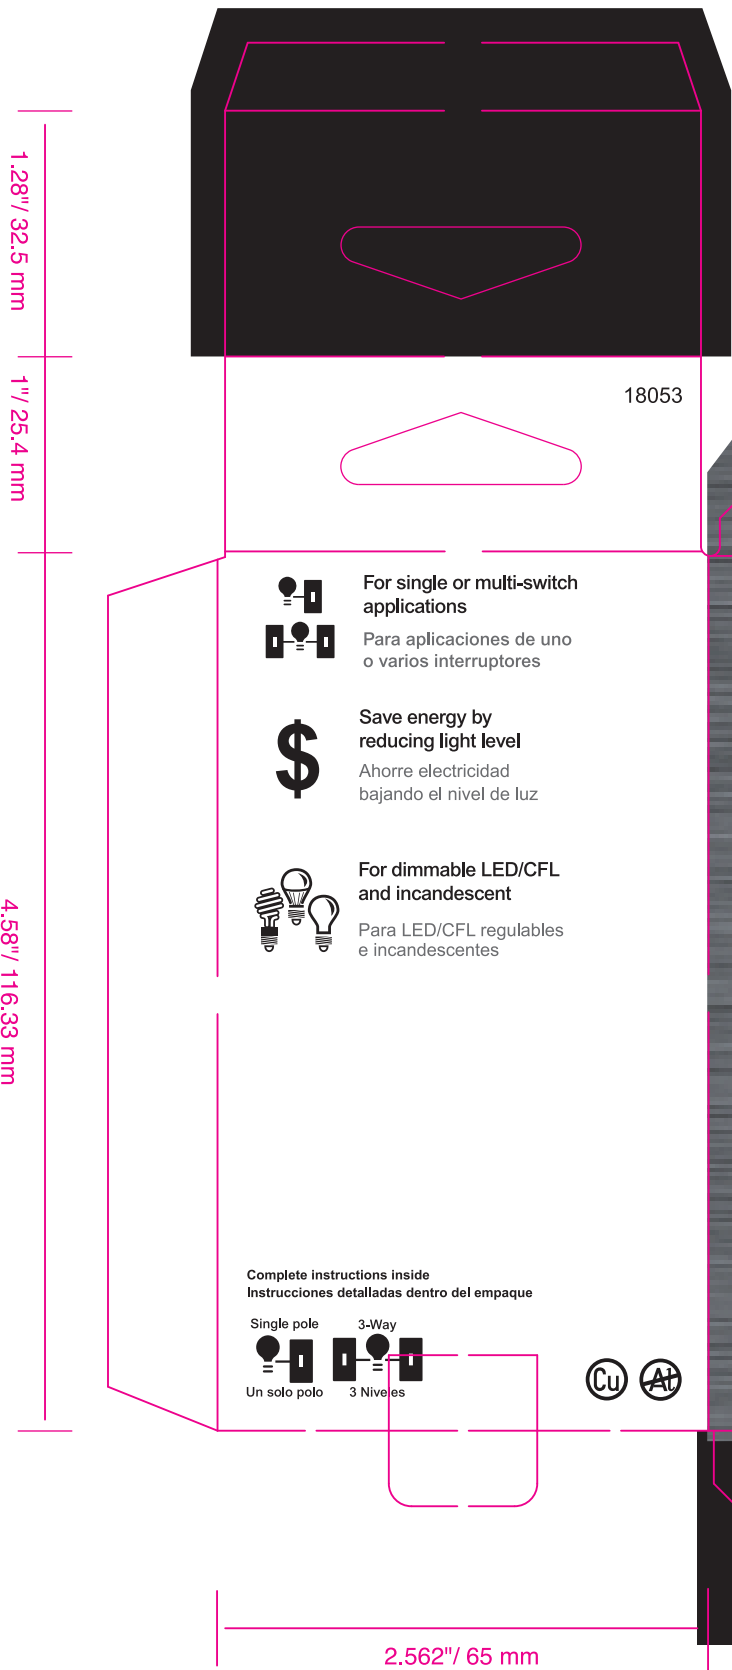 1.28"/ 32.5 mm
1"/ 25.4 mm
18053
For single or multi-switch
applications
Para aplicaciones de uno
o varios interruptores
$
Save energy by
reducing light level
Ahorre electricidad
bajando el nivel de luz
For dimmable LED/CFL
and incandescent
Para LED/CFL regulables
e incandescentes
4.58"/ 116.33 mm
Complete instructions inside
Instrucciones detalladas dentro del empaque
Single pole
3-Way
Un solo polo
3 Niveles
Cu
Al
2.562"/ 65 mm